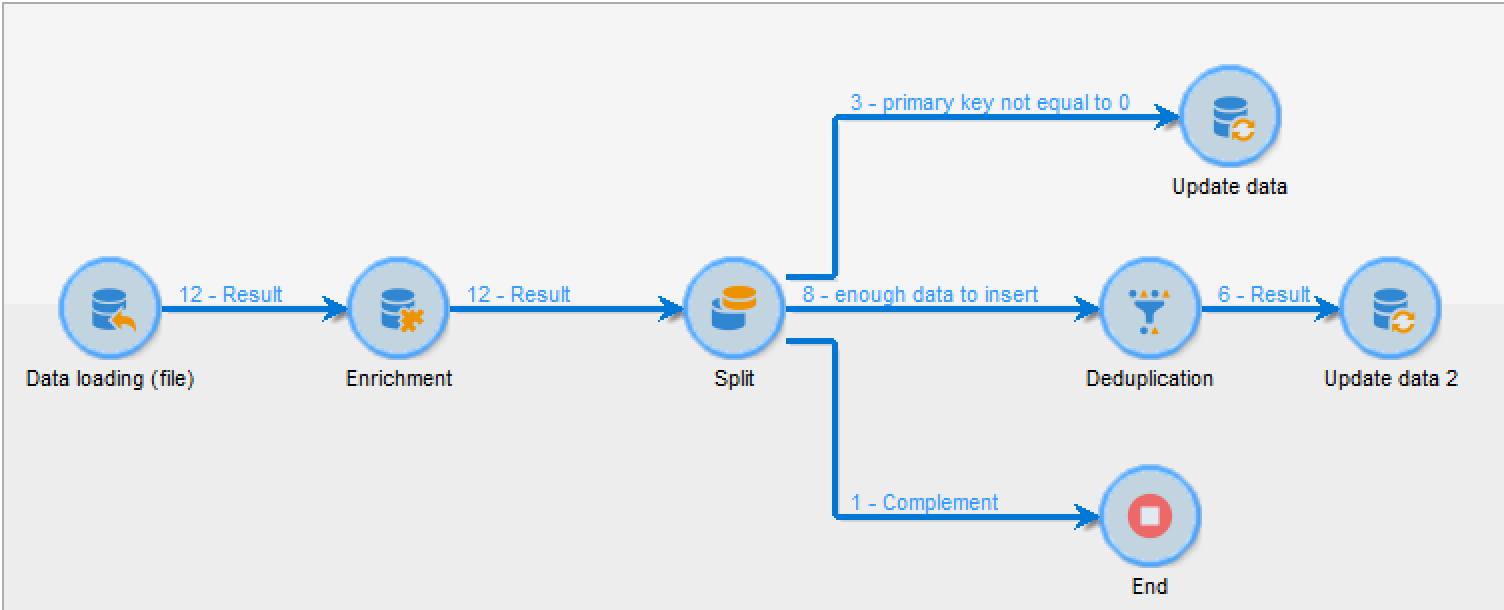 3 - primary key not equal to 0
Update data
12 - Result
12 - Result
8 - enough data to insert
6 - Result
Data loading (file)
Enrichment
Split
Deduplication
Update data 2
1 - Complement
End